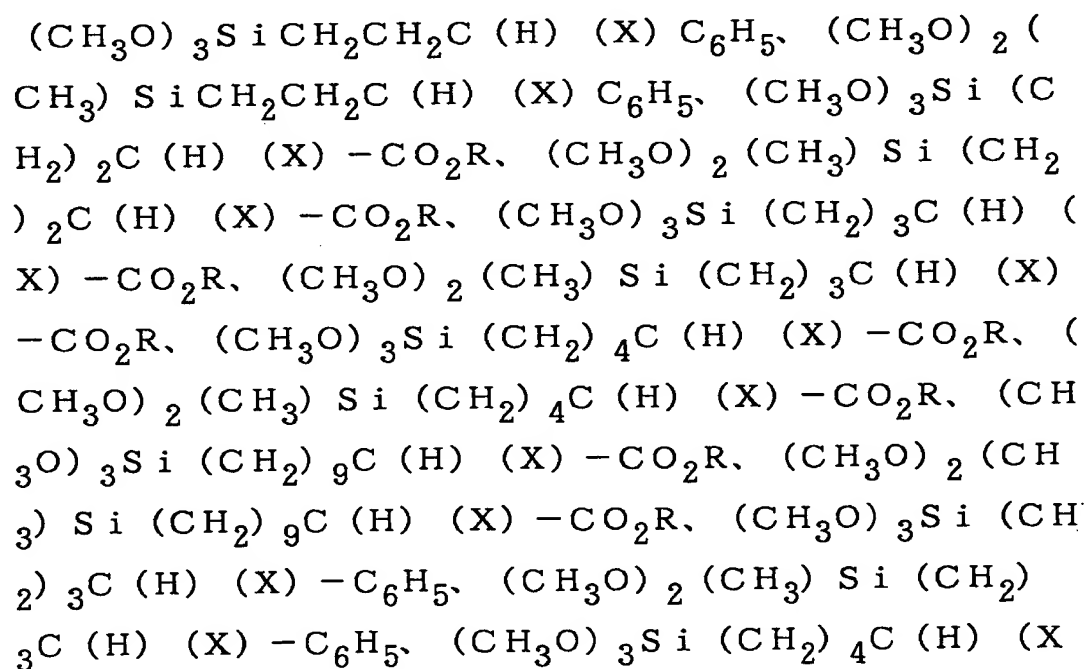 (CH₃O)₃SiCH₂CH₂C(H)(X)C₆H₅、(CH₃O)₂(
CH₃)SiCH₂CH₂C(H)(X)C₆H₅、(CH₃O)₃Si(C
H₂)₂C(H)(X)−CO₂R、(CH₃O)₂(CH₃)Si(CH₂
)₂C(H)(X)−CO₂R、(CH₃O)₃Si(CH₂)₃C(H)(
X)−CO₂R、(CH₃O)₂(CH₃)Si(CH₂)₃C(H)(X)
−CO₂R、(CH₃O)₃Si(CH₂)₄C(H)(X)−CO₂R、(
CH₃O)₂(CH₃)Si(CH₂)₄C(H)(X)−CO₂R、(CH
₃O)₃Si(CH₂)₉C(H)(X)−CO₂R、(CH₃O)₂(CH
₃)Si(CH₂)₉C(H)(X)−CO₂R、(CH₃O)₃Si(CH
₂)₃C(H)(X)−C₆H₅、(CH₃O)₂(CH₃)Si(CH₂)
₃C(H)(X)−C₆H₅、(CH₃O)₃Si(CH₂)₄C(H)(X